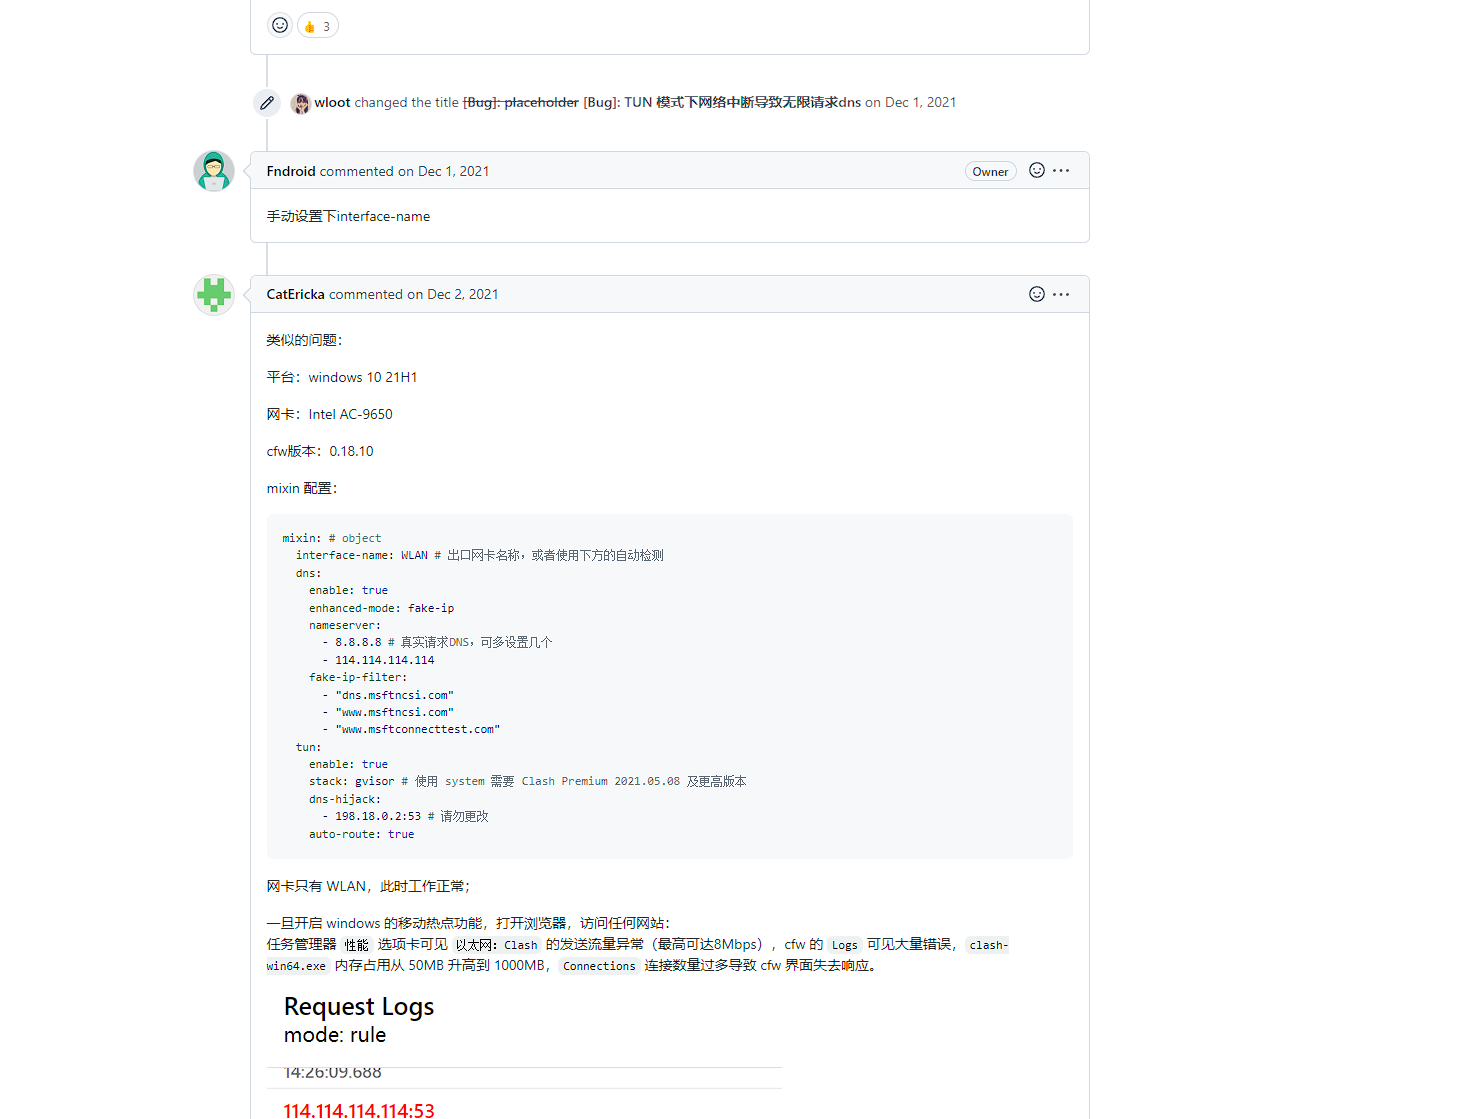 3
wloot changed the title [Bug]: placeholder [Bug]: TUN 模式下网络中断导致无限请求dns on Dec 1, 2021
Fndroid commented on Dec 1, 2021
Owner
手动设置下interface-name
CatEricka commented on Dec 2, 2021
类似的问题：
平台：windows 10 21H1
网卡：Intel AC-9650
cfw版本：0.18.10
mixin 配置：
mixin: # object
  interface-name: WLAN # 出口网卡名称，或者使用下方的自动检测
  dns:
    enable: true
    enhanced-mode: fake-ip
    nameserver:
      - 8.8.8.8 # 真实请求DNS，可多设置几个
      - 114.114.114.114
    fake-ip-filter:
      - "dns.msftncsi.com"
      - "www.msftncsi.com"
      - "www.msftconnecttest.com"
  tun:
    enable: true
    stack: gvisor # 使用 system 需要 Clash Premium 2021.05.08 及更高版本
    dns-hijack:
      - 198.18.0.2:53 # 请勿更改
    auto-route: true
网卡只有 WLAN，此时工作正常；
一旦开启 windows 的移动热点功能，打开浏览器，访问任何网站：
任务管理器 性能 选项卡可见 以太网：Clash 的发送流量异常（最高可达8Mbps），cfw 的 Logs 可见大量错误，clash-
win64.exe 内存占用从 50MB 升高到 1000MB，Connections 连接数量过多导致 cfw 界面失去响应。
Request Logs
mode: rule
14:26:09.688
114.114.114.114:53